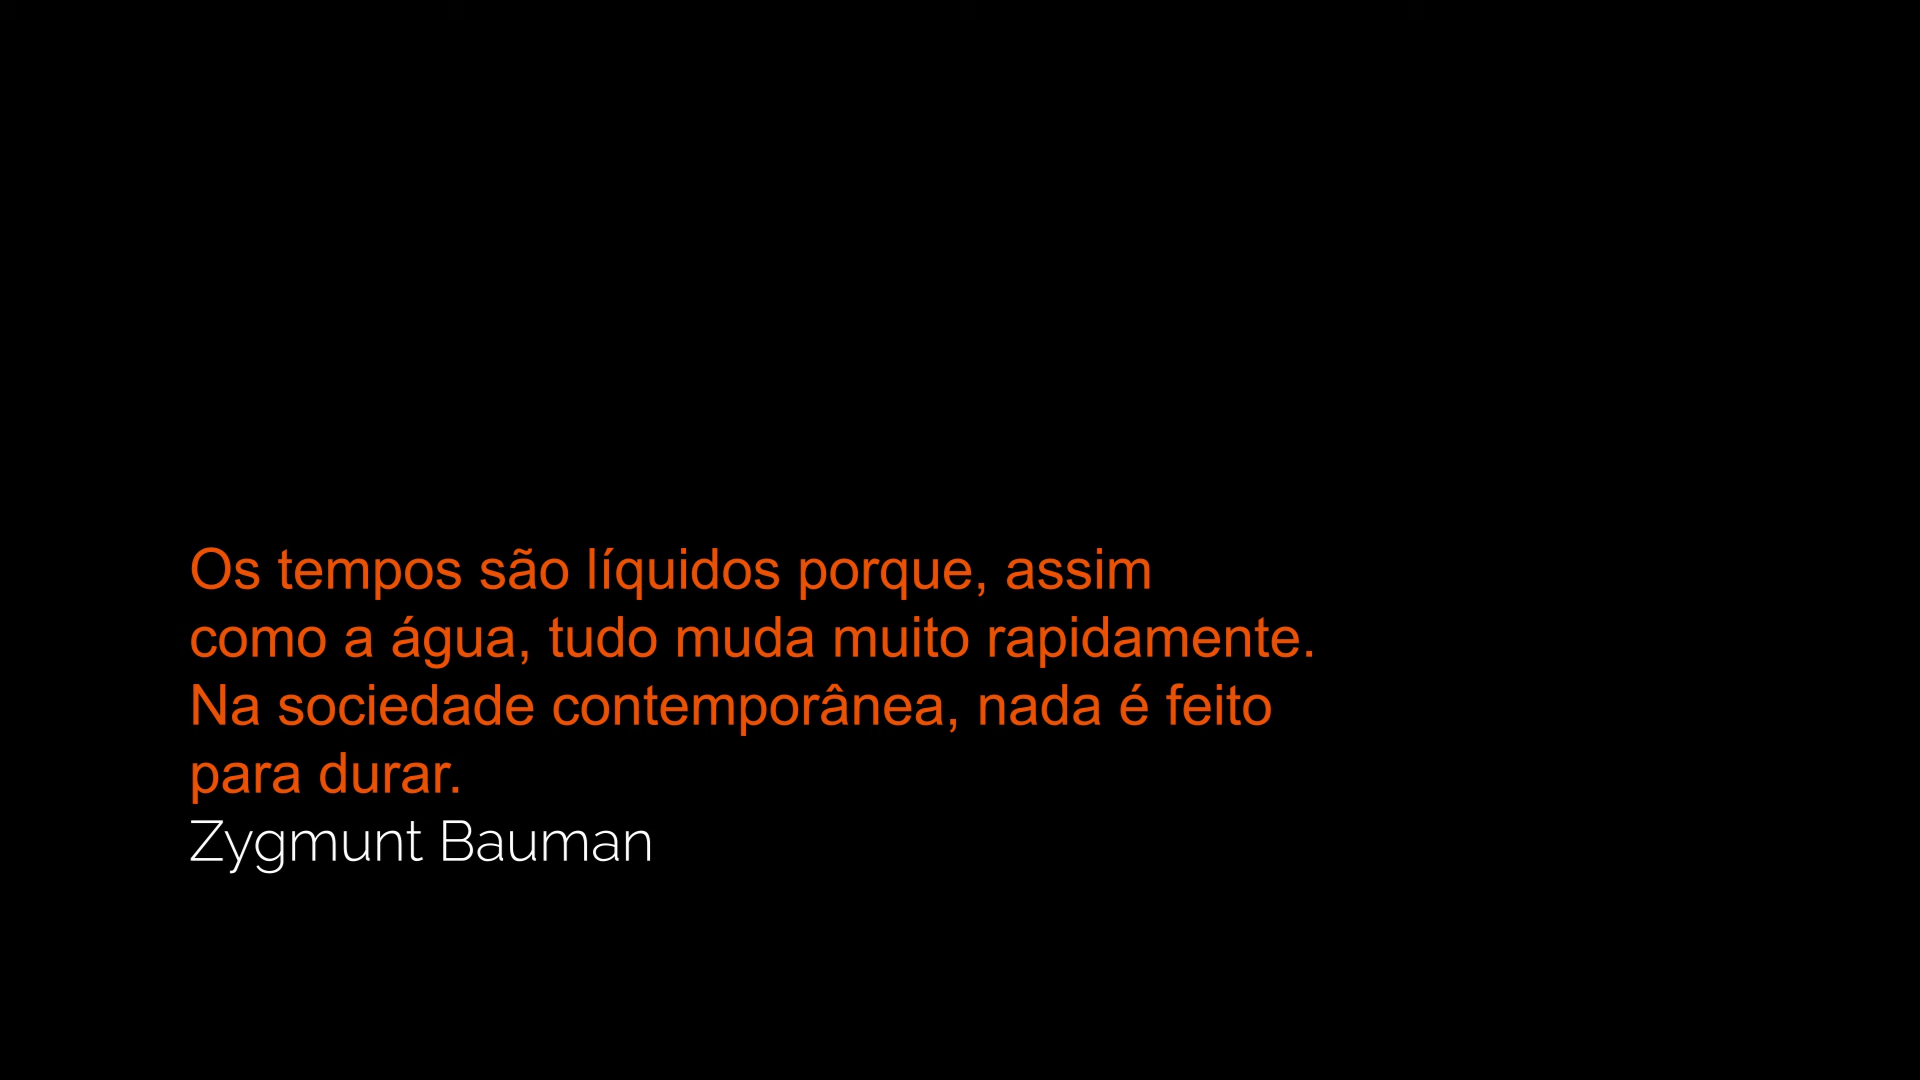 Os tempos são líquidos porque, assim
como a água, tudo muda muito rapidamente.
Na sociedade contemporânea, nada é feito
para durar.
Zygmunt Bauman